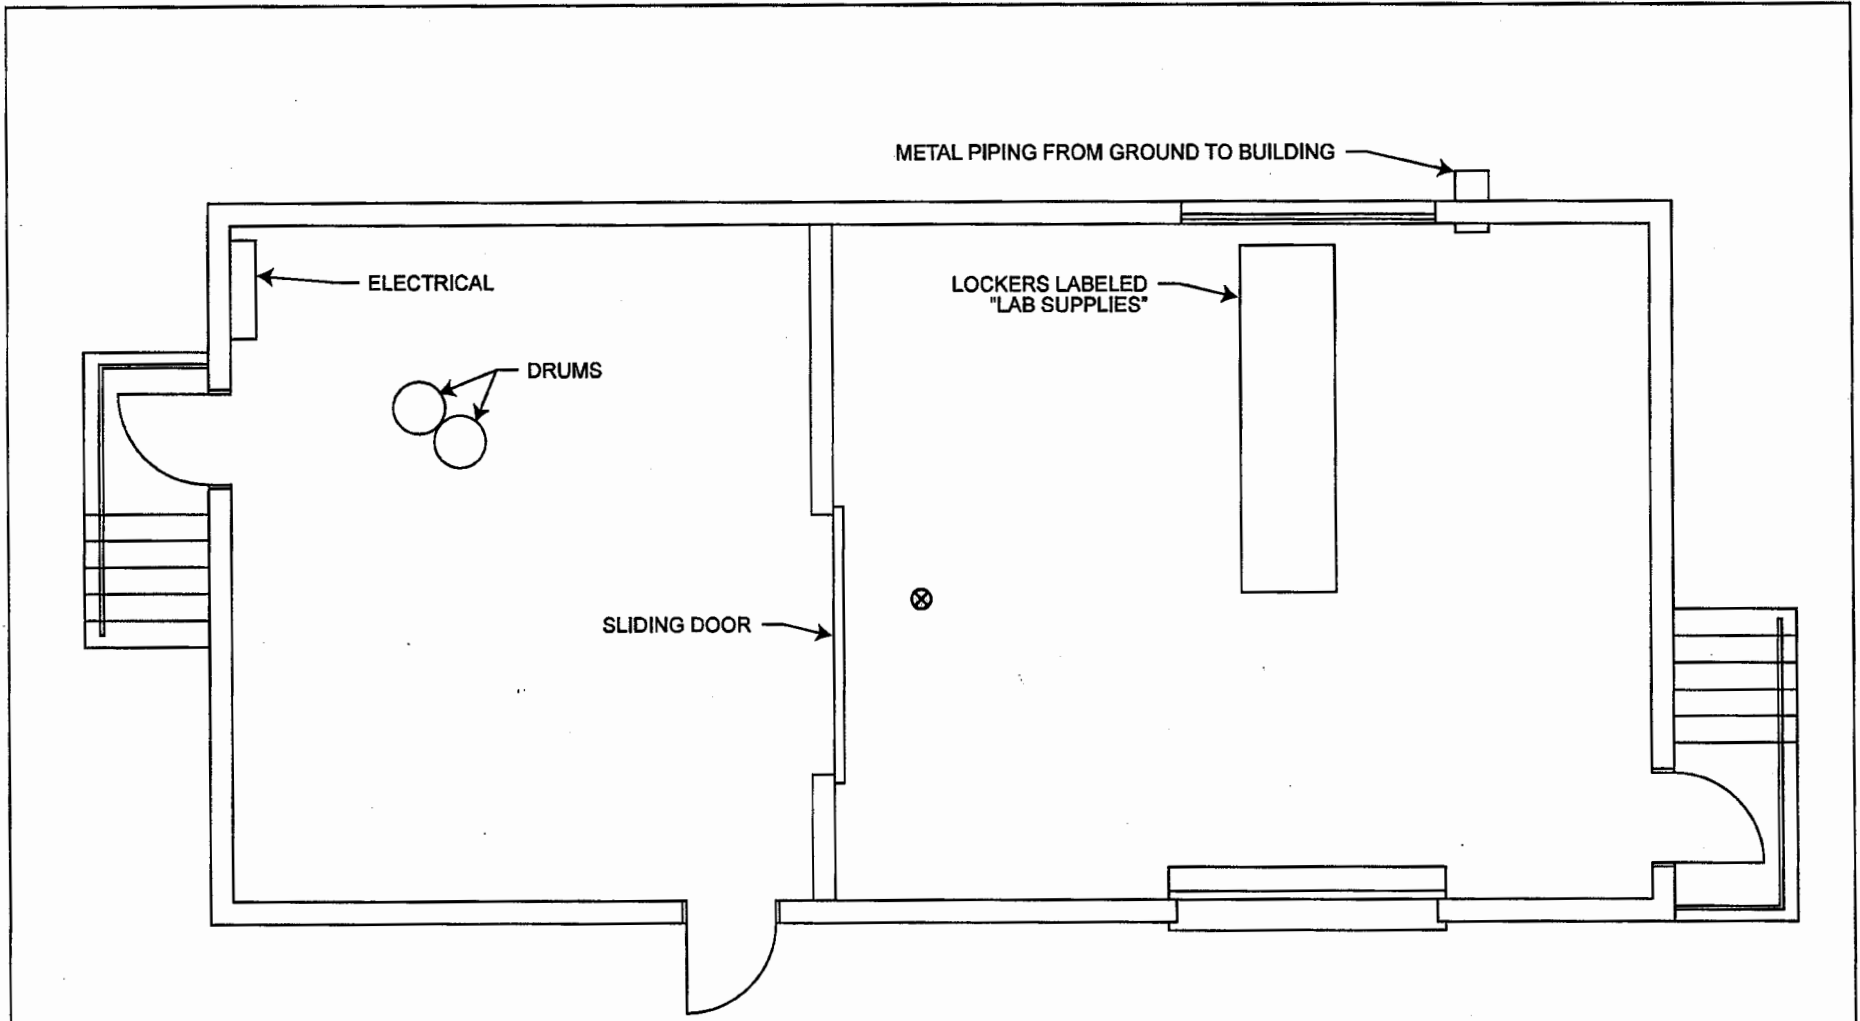 METAL PIPING FROM GROUND TO BUILDING
ELECTRICAL
LOCKERS LABELED
"LAB SUPPLIES"
DRUMS
SLIDING DOOR